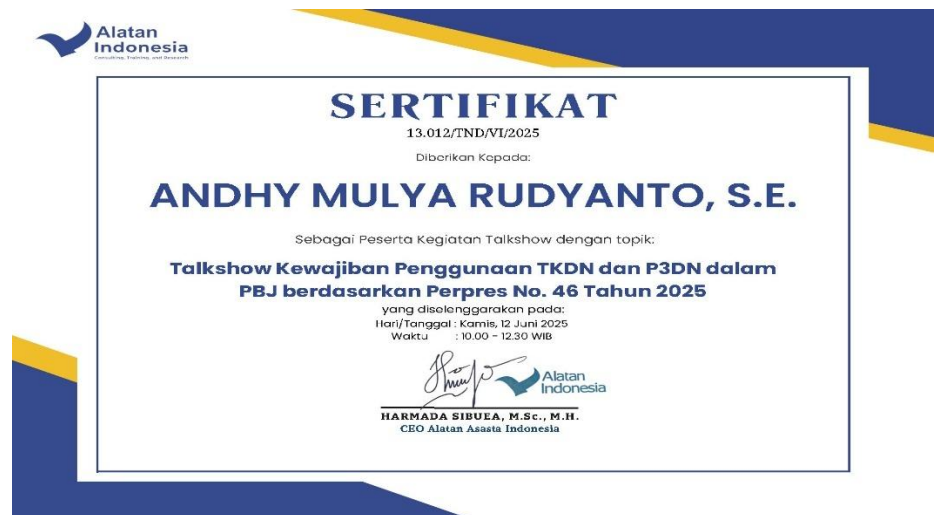 Alatan
Indonesia
Consulting, Training, and Research
SERTIFIKAT
13.012/TND/VI/2025
Diberikan Kepada:
ANDHY MULYA RUDYANTO, S.E.
Sebagai Peserta Kegiatan Talkshow dengan topik:
Talkshow Kewajiban Penggunaan TKDN dan P3DN dalam
PBJ berdasarkan Perpres No. 46 Tahun 2025
yang diselenggarakan pada:
Hari/Tanggal : Kamis, 12 Juni 2025
Waktu : 10.00 – 12.30 WIB
Alatan
Indonesia
HARMADA SIBUEA, M.Sc., M.H.
CEO Alatan Asasta Indonesia